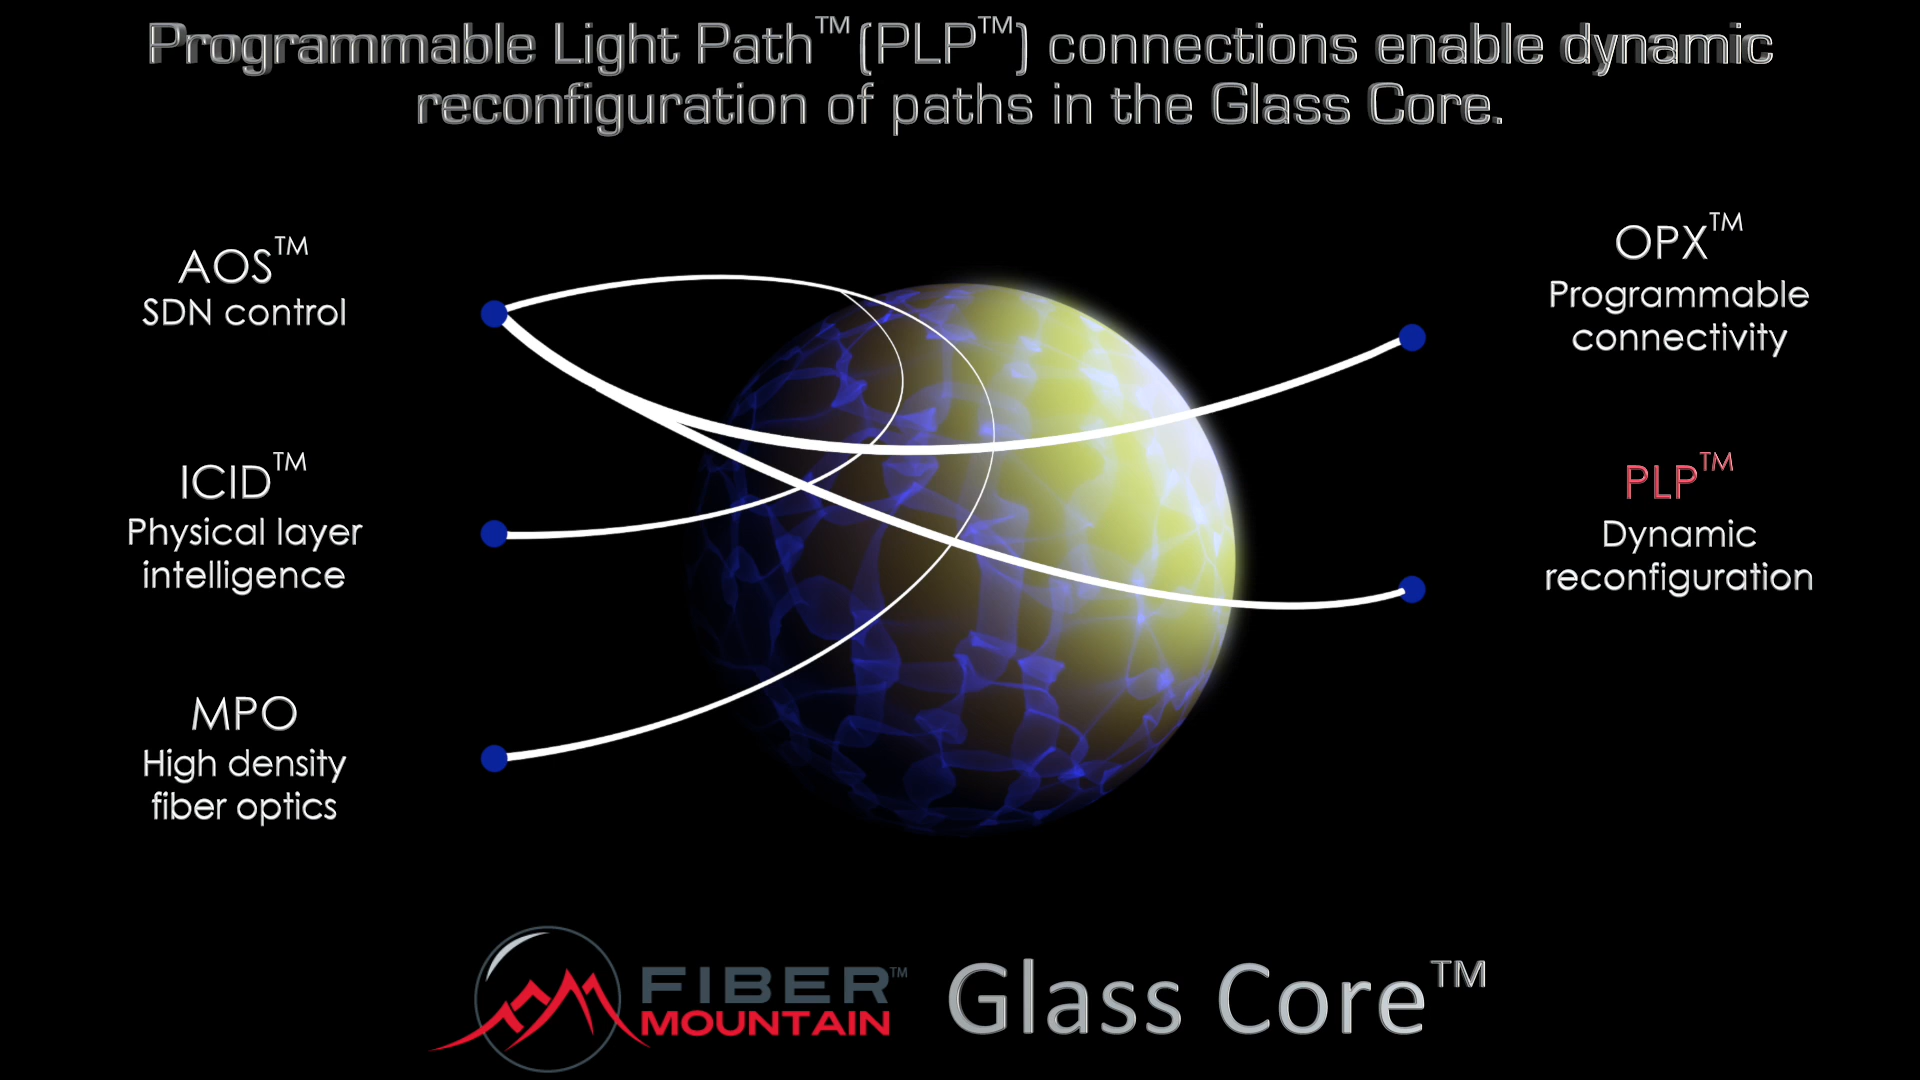 Programmable Light Path™(PLP™) connections enable dynamic
reconfiguration of paths in the Glass Core.
AOS™
SDN control
ICID™
Physical layer
intelligence
MPO
High density
fiber optics
OPX™
Programmable
connectivity
PLP™
Dynamic
reconfiguration
FIBER™
MOUNTAIN
Glass Core™